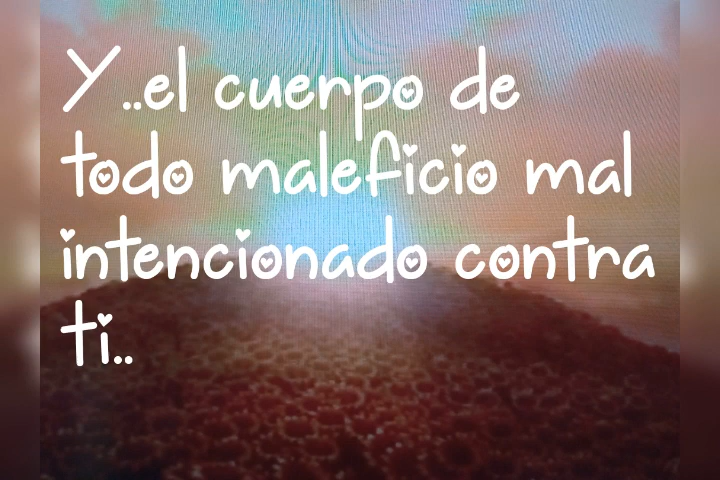 Y..el cuerpo de
todo maleficio mal
intencionado contra
ti..